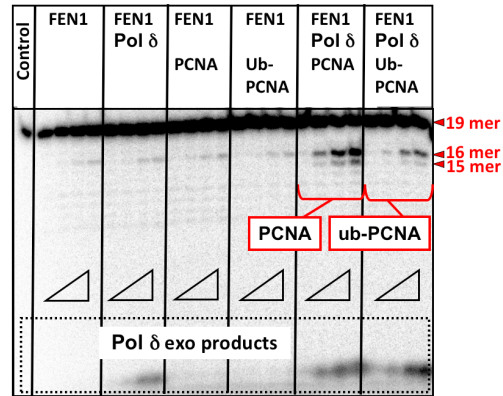 Control
FEN1
FEN1
Pol δ
FEN1
PCNA
FEN1
Ub-
PCNA
FEN1
Pol δ
PCNA
FEN1
Pol δ
Ub-
PCNA
19 mer
16 mer
15 mer
PCNA
ub-PCNA
Pol δ exo products